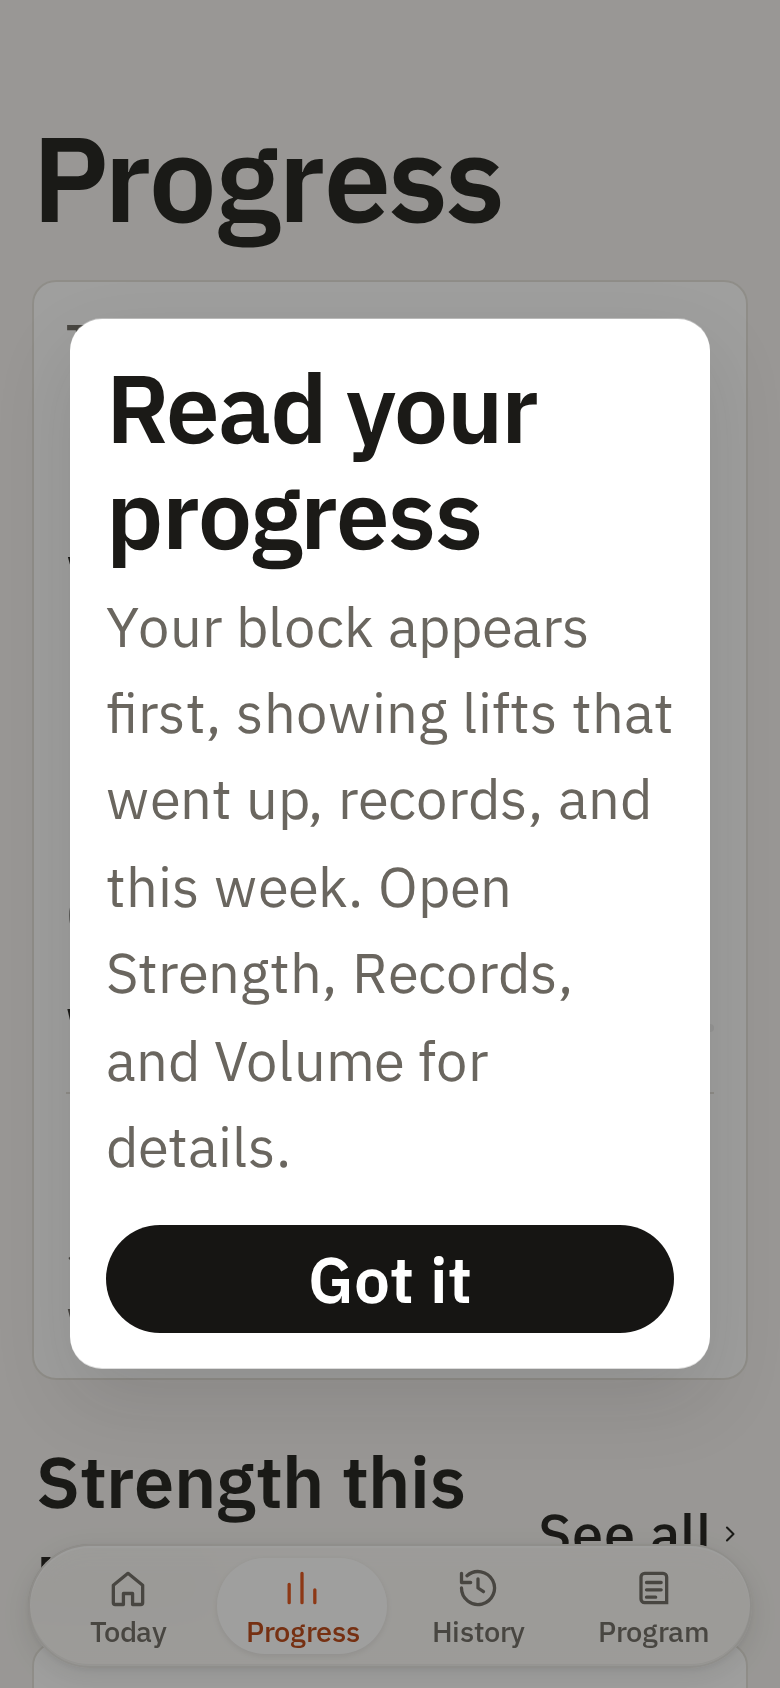 Progress
Read your
progress
Your block appears
first, showing lifts that
went up, records, and
this week. Open
Strength, Records,
and Volume for
details.
Got it
Strength this
See all
Today
Progress
History
Program